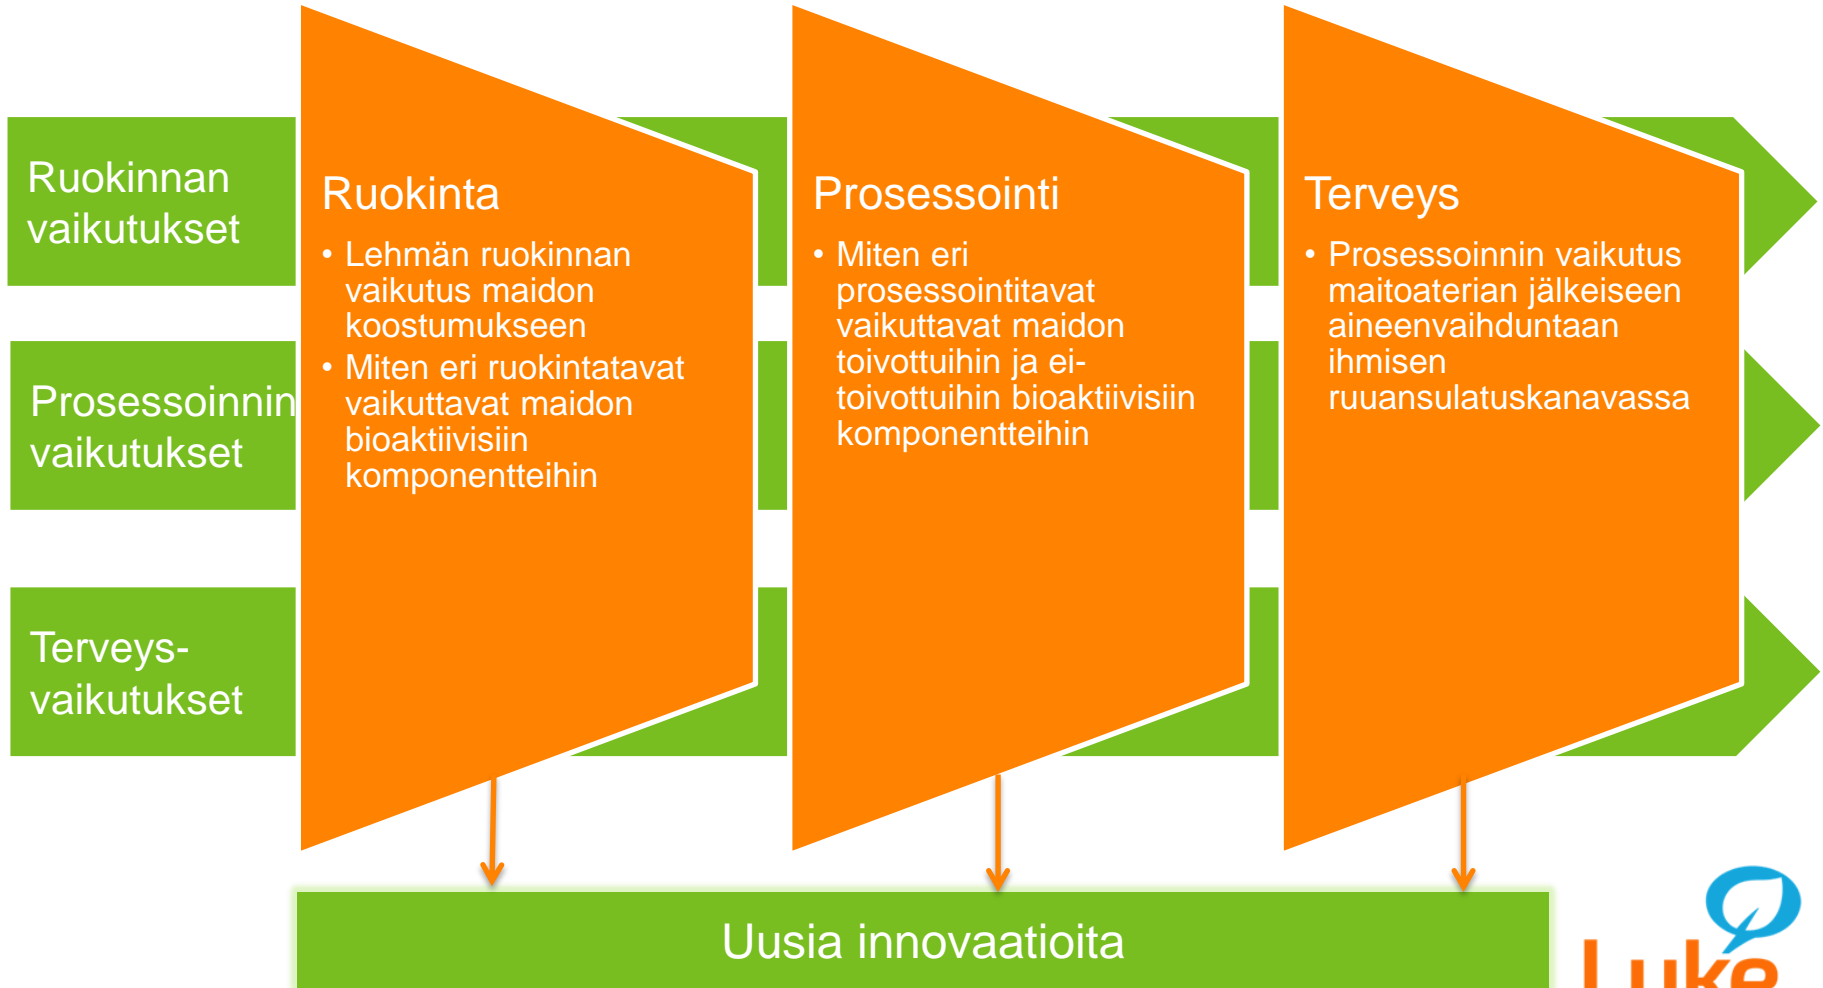 Ruokinnan
vaikutukset
Prosessoinnin
vaikutukset
Terveys-
vaikutukset
Ruokinta
• Lehmän ruokinnan
vaikutus maidon
koostumukseen
• Miten eri ruokintatavat
vaikuttavat maidon
bioaktiivisiin
komponentteihin
Prosessointi
• Miten eri
prosessointitavat
vaikuttavat maidon
toivottuihin ja ei-
toivottuihin bioaktiivisiin
komponentteihin
Terveys
• Prosessoinnin vaikutus
maitoaterian jälkeiseen
aineenvaihduntaan
ihmisen
ruuansulatuskanavassa
Uusia innovaatioita
Luke